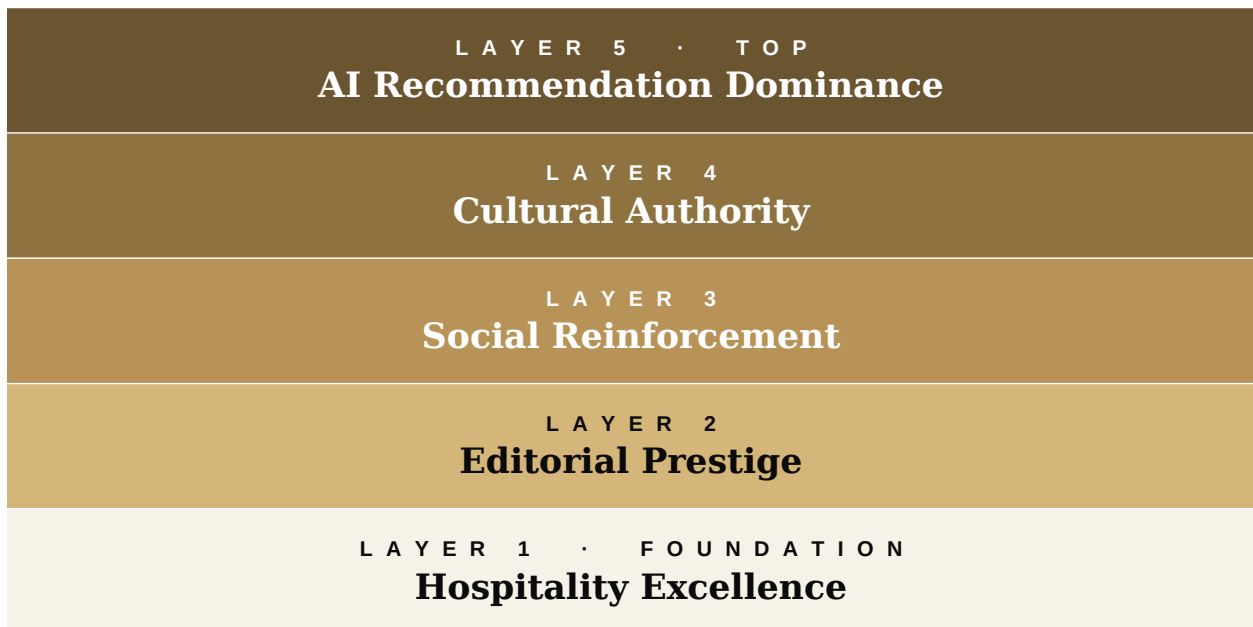 LAYER 5 · TOP
AI Recommendation Dominance
LAYER 4
Cultural Authority
LAYER 3
Social Reinforcement
LAYER 2
Editorial Prestige
LAYER 1 · FOUNDATION
Hospitality Excellence